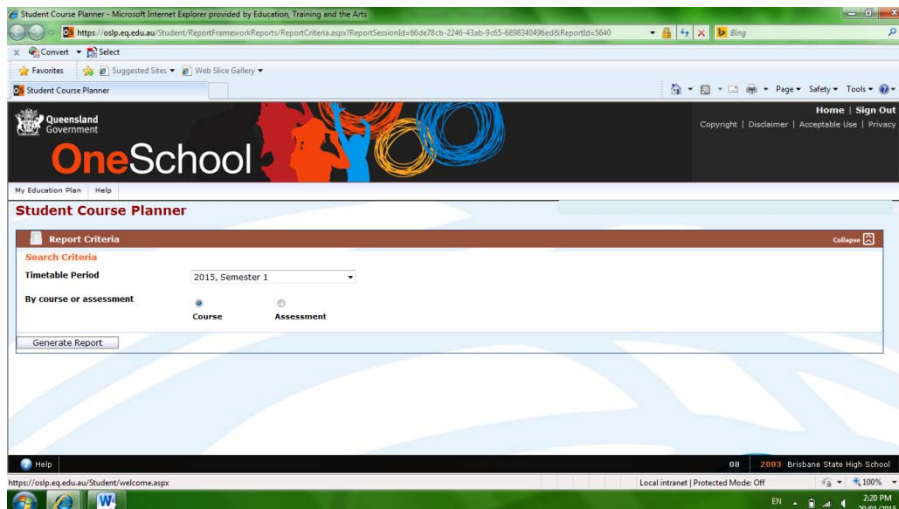 Student Course Planner - Microsoft Internet Explorer provided by Education, Training and the Arts
https://oslp.eq.edu.au/Student/ReportFrameworkReports/ReportCriteria.aspx?ReportSessionId=66de78cb-2246-43ab-9c65-6898340496ed&ReportId=5640
Bing
x Convert Select
Favorites Suggested Sites Web Slice Gallery
Student Course Planner
Page Safety Tools
Home | Sign Out
Copyright | Disclaimer | Acceptable Use | Privacy
Queensland
Government
OneSchool
My Education Plan Help
Student Course Planner
Report Criteria Collapse
Search Criteria
Timetable Period 2015, Semester 1
By course or assessment
Course Assessment
Generate Report
Help 08 2003 Brisbane State High School
https://oslp.eq.edu.au/Student/welcome.aspx Local intranet | Protected Mode: Off 100%
EN 2:20 PM
20/01/2015